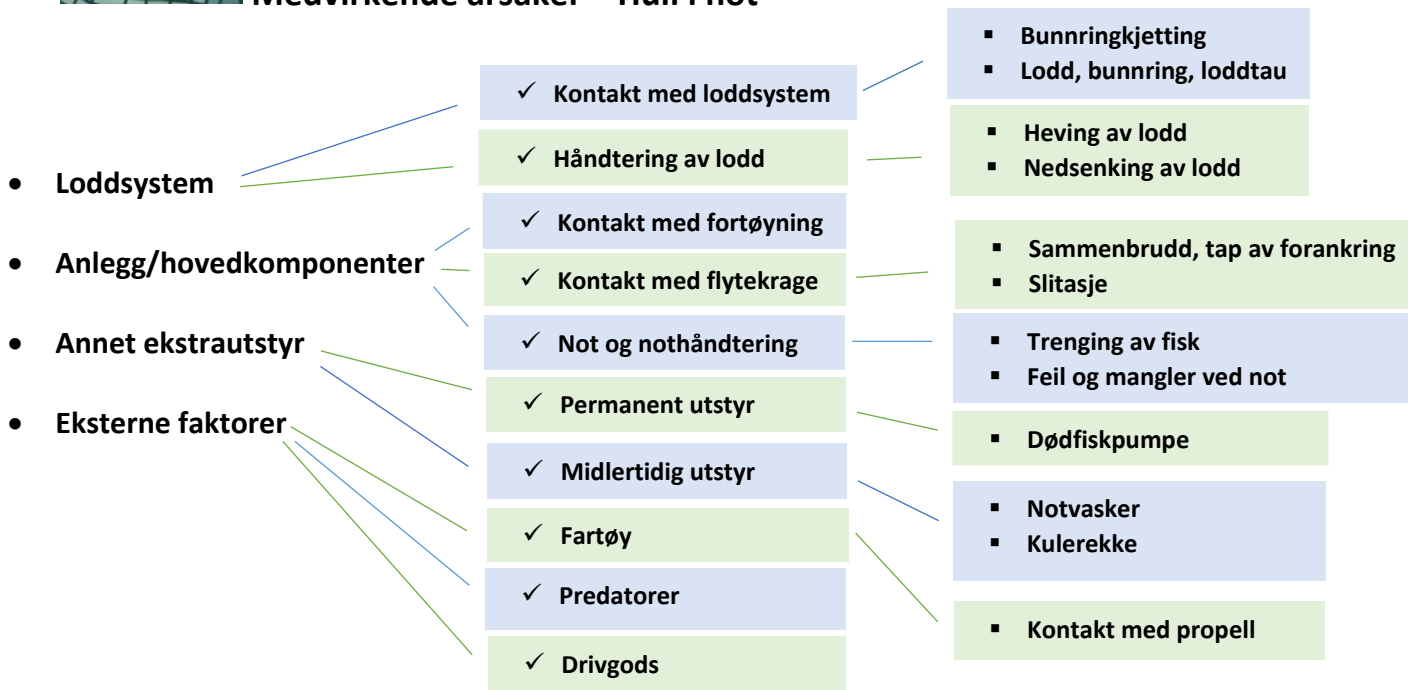 Medvirkende årsaker – Hull i not
• Loddsystem
• Anlegg/hovedkomponenter
• Annet ekstrautstyr
• Eksterne faktorer
✓ Kontakt med loddsystem
✓ Håndtering av lodd
✓ Kontakt med fortøyning
✓ Kontakt med flytekrage
✓ Not og nothåndtering
✓ Permanent utstyr
✓ Midlertidig utstyr
✓ Fartøy
✓ Predatorer
✓ Drivgods
▪ Bunnringkjetting
▪ Lodd, bunnring, loddtau
▪ Heving av lodd
▪ Nedsenking av lodd
▪ Sammenbrudd, tap av forankring
▪ Slitasje
▪ Trenging av fisk
▪ Feil og mangler ved not
▪ Dødfiskpumpe
▪ Notvasker
▪ Kulerekke
▪ Kontakt med propell